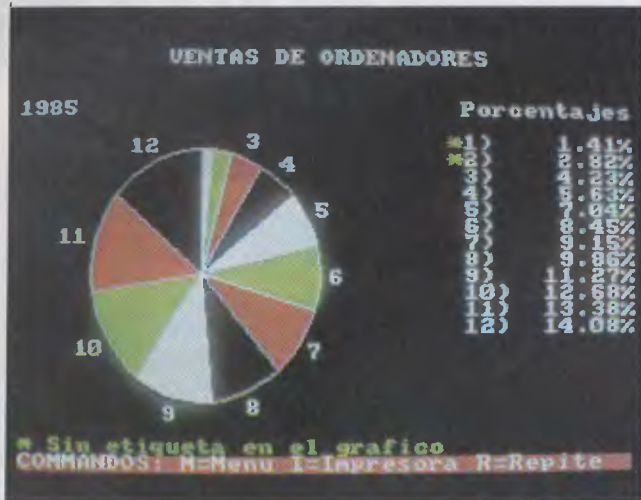 VENTAS DE ORDENADORES
1985
Porcentajes
*1) 1.41%
*2) 2.82%
3) 4.23%
4) 5.63%
5) 7.04%
6) 8.45%
7) 9.15%
8) 9.86%
9) 11.27%
10) 12.68%
11) 13.38%
12) 14.08%
12 3 4 5 6 7 8 9 10 11
* Sin etiqueta en el grafico
COMMANDOS: M=Menu I=Impresora R=Repite